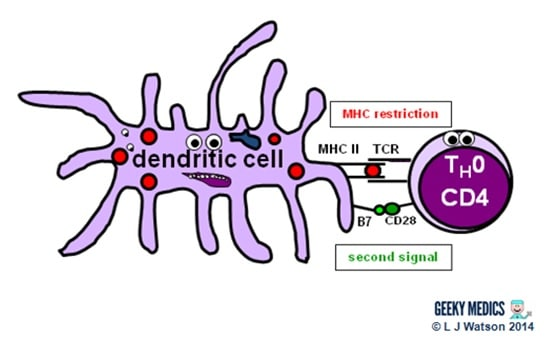 MHC restriction
MHC II TCR
dendritic cell
TH0
CD4
B7 CD28
second signal
GEEKY MEDICS
© L J Watson 2014